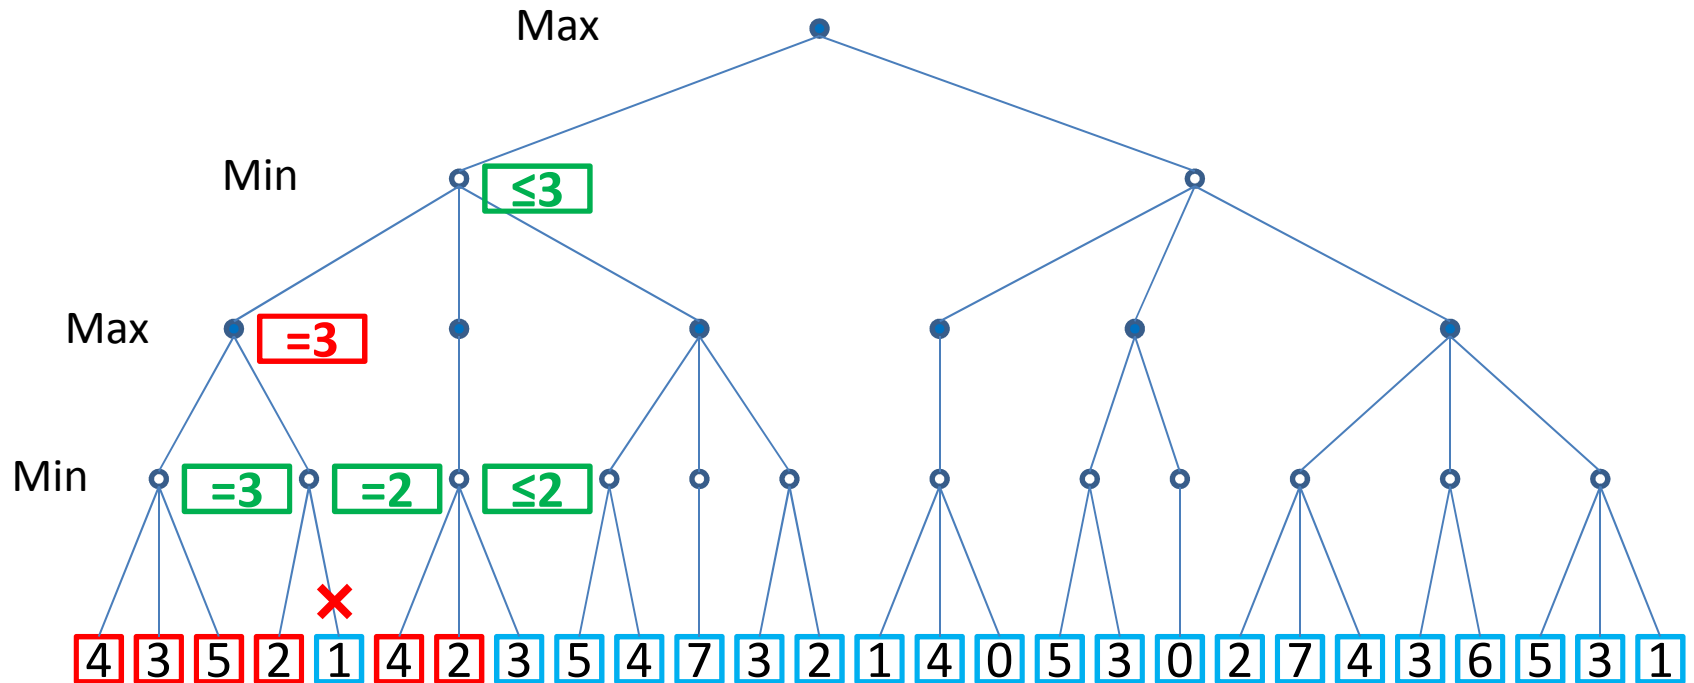 Max
Min ≤3
Max =3
Min =3 =2 ≤2
4 3 5 2 1 4 2 3 5 4 7 3 2 1 4 0 5 3 0 2 7 4 3 6 5 3 1